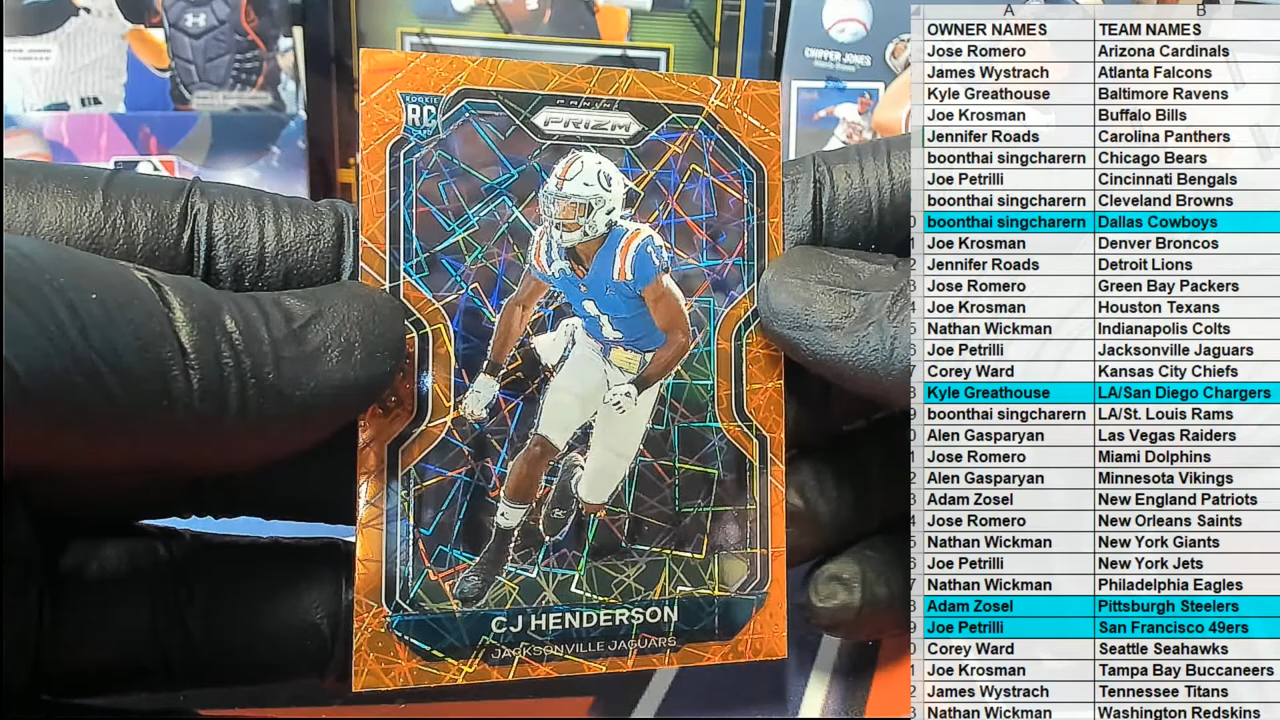 CHIPPER JONES
ROOKIE
RC
CARD
PANINI
PRIZM
1
CJ HENDERSON
JACKSONVILLE JAGUARS
A B
OWNER NAMES TEAM NAMES
Jose Romero Arizona Cardinals
James Wystrach Atlanta Falcons
Kyle Greathouse Baltimore Ravens
Joe Krosman Buffalo Bills
Jennifer Roads Carolina Panthers
boonthai singcharern Chicago Bears
Joe Petrilli Cincinnati Bengals
boonthai singcharern Cleveland Browns
boonthai singcharern Dallas Cowboys
Joe Krosman Denver Broncos
Jennifer Roads Detroit Lions
Jose Romero Green Bay Packers
Joe Krosman Houston Texans
Nathan Wickman Indianapolis Colts
Joe Petrilli Jacksonville Jaguars
Corey Ward Kansas City Chiefs
Kyle Greathouse LA/San Diego Chargers
boonthai singcharern LA/St. Louis Rams
Alen Gasparyan Las Vegas Raiders
Jose Romero Miami Dolphins
Alen Gasparyan Minnesota Vikings
Adam Zosel New England Patriots
Jose Romero New Orleans Saints
Nathan Wickman New York Giants
Joe Petrilli New York Jets
Nathan Wickman Philadelphia Eagles
Adam Zosel Pittsburgh Steelers
Joe Petrilli San Francisco 49ers
Corey Ward Seattle Seahawks
Joe Krosman Tampa Bay Buccaneers
James Wystrach Tennessee Titans
Nathan Wickman Washington Redskins